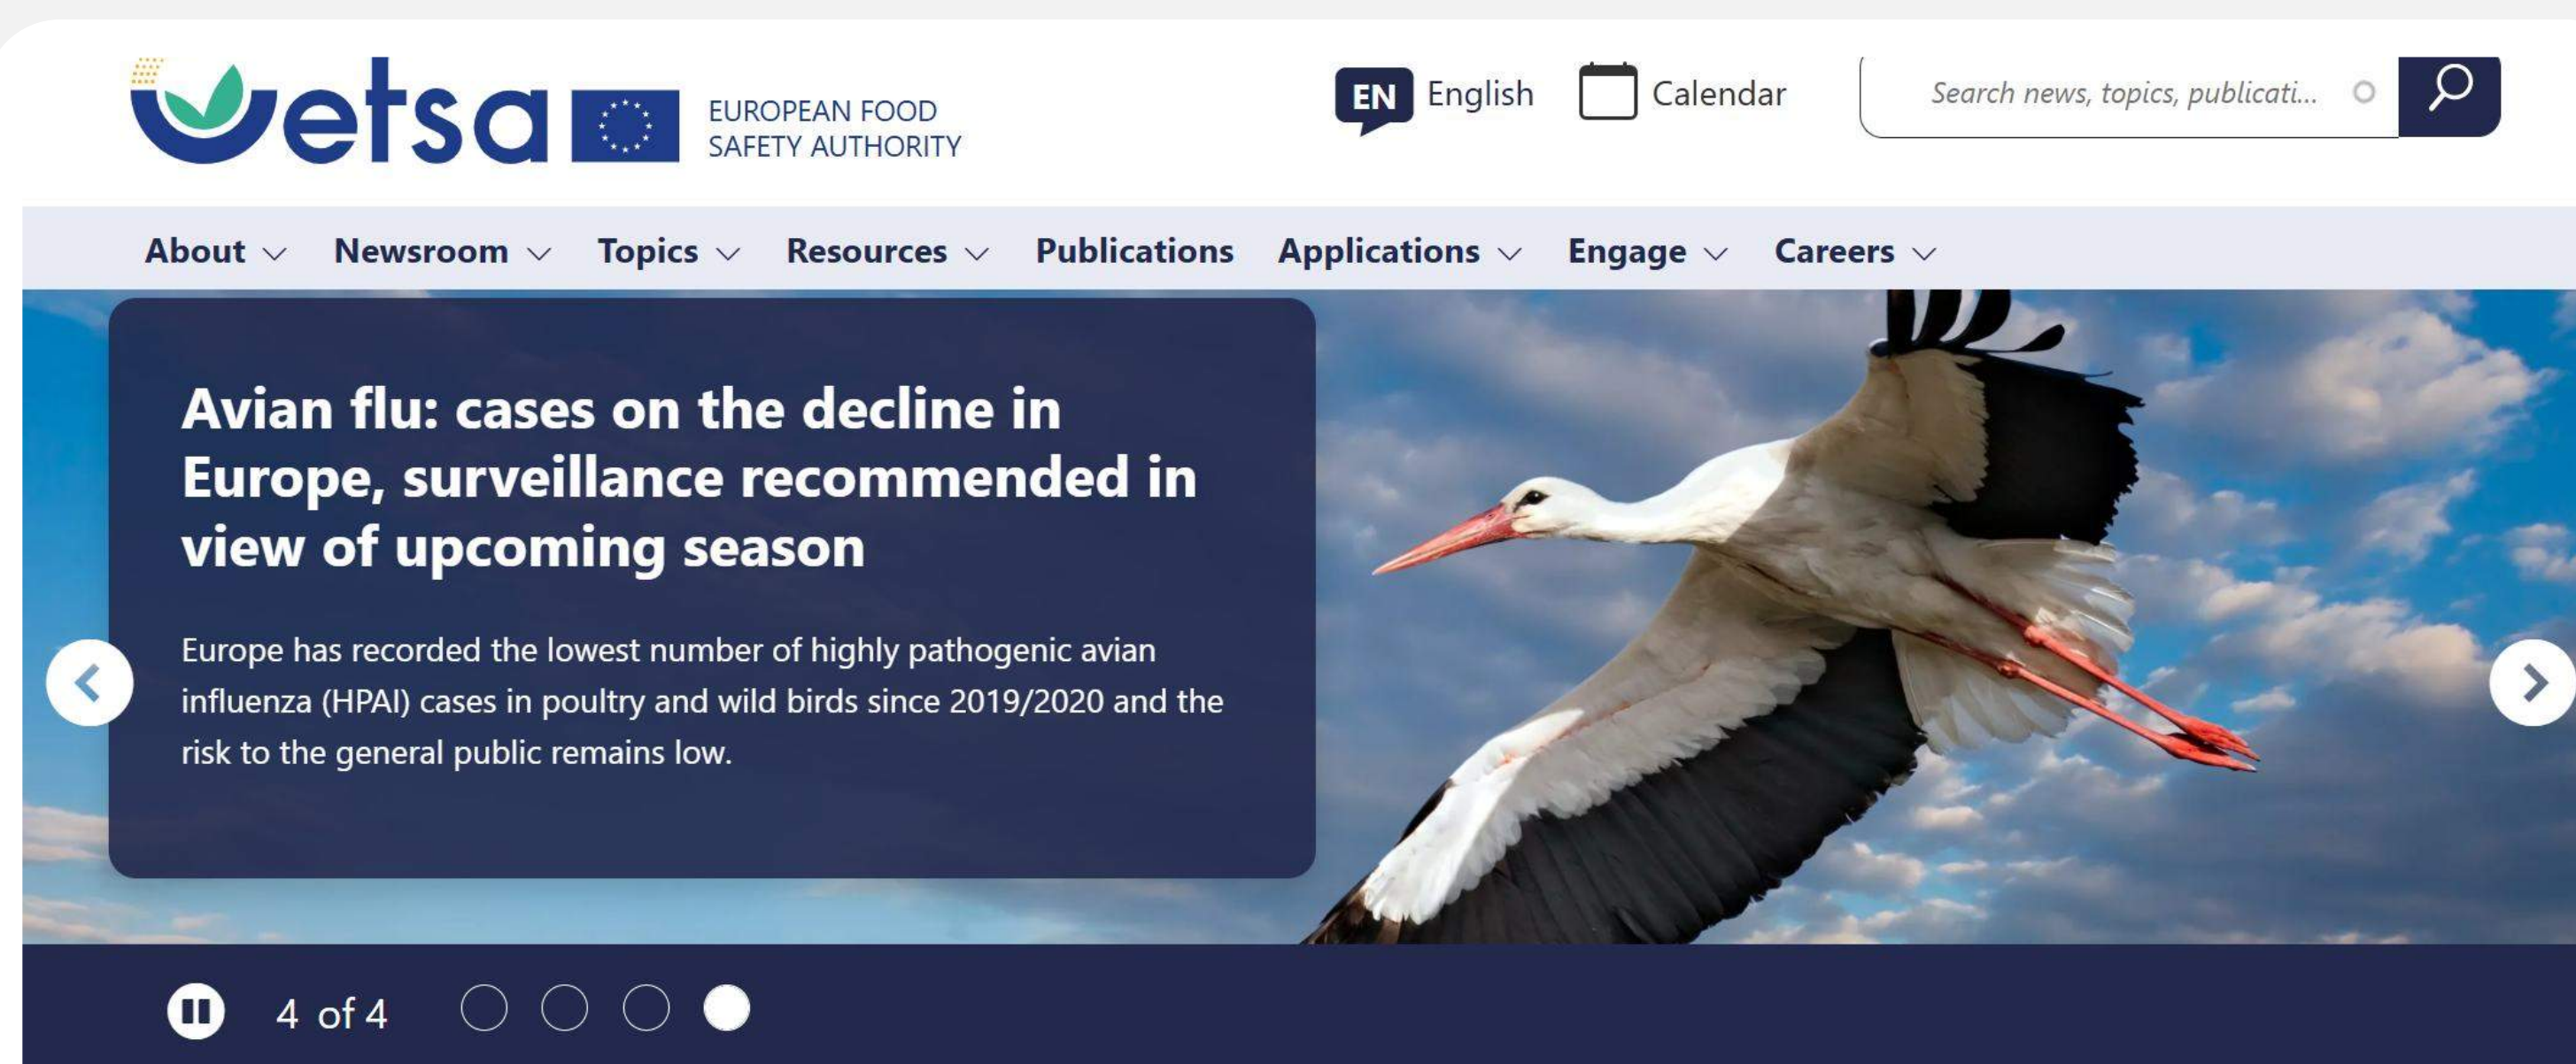 efsa
EUROPEAN FOOD
SAFETY AUTHORITY
EN English
Calendar
Search news, topics, publicati...
About Newsroom Topics Resources Publications Applications Engage Careers
Avian flu: cases on the decline in
Europe, surveillance recommended in
view of upcoming season
Europe has recorded the lowest number of highly pathogenic avian
influenza (HPAI) cases in poultry and wild birds since 2019/2020 and the
risk to the general public remains low.
4 of 4